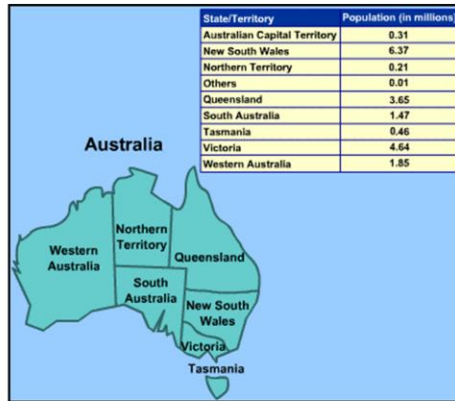 State/Territory Population (in millions)
Australian Capital Territory 0.31
New South Wales 6.37
Northern Territory 0.21
Others 0.01
Queensland 3.65
South Australia 1.47
Tasmania 0.46
Victoria 4.64
Western Australia 1.85
Australia
Northern
Territory
Western
Australia
Queensland
South
Australia
New South
Wales
Victoria
Tasmania